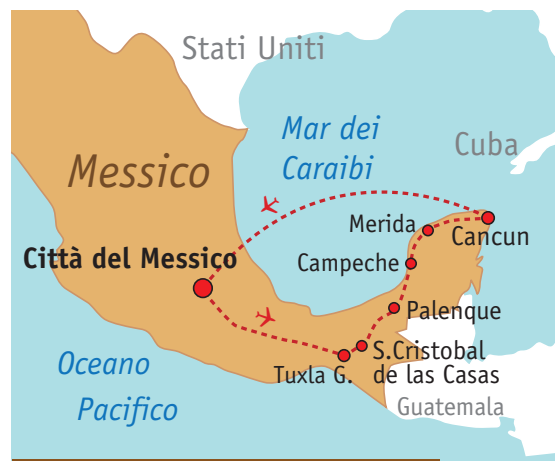 Stati Uniti
Mar dei
Caraibi
Cuba
Messico
Merida
Cancun
Città del Messico
Campeche
Palenque
S.Cristobal
de las Casas
Tuxla G.
Oceano
Pacifico
Guatemala